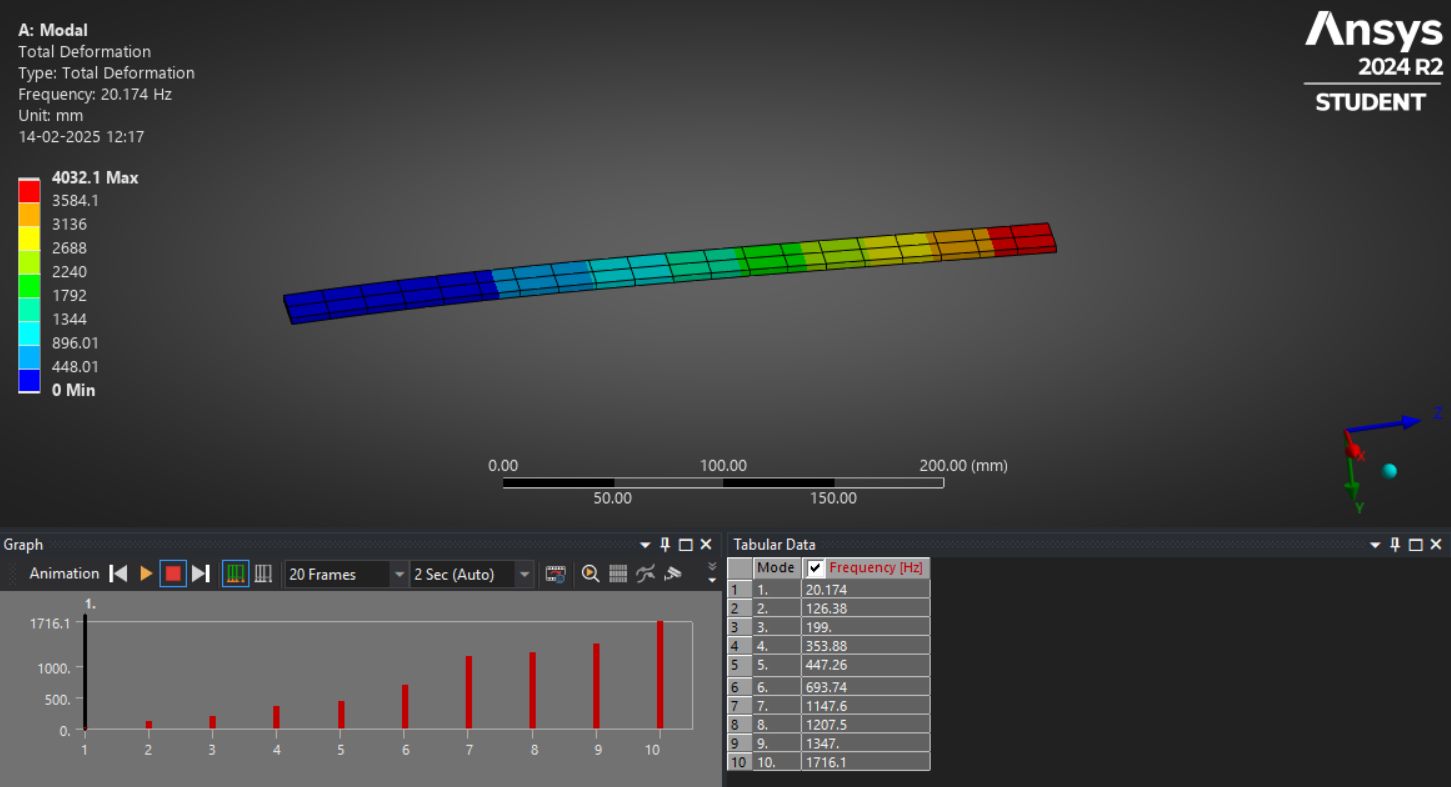 A: Modal
Total Deformation
Type: Total Deformation
Frequency: 20.174 Hz
Unit: mm
14-02-2025 12:17
Ansys
2024 R2
STUDENT
4032.1 Max
3584.1
3136
2688
2240
1792
1344
896.01
448.01
0 Min
0.00 100.00 200.00 (mm)
50.00 150.00
Z
X
Y
Graph
Animation 20 Frames 2 Sec (Auto)
1.
1716.1
1000.
500.
0.
1 2 3 4 5 6 7 8 9 10
Tabular Data
Mode Frequency [Hz]
1 1. 20.174
2 2. 126.38
3 3. 199.
4 4. 353.88
5 5. 447.26
6 6. 693.74
7 7. 1147.6
8 8. 1207.5
9 9. 1347.
10 10. 1716.1